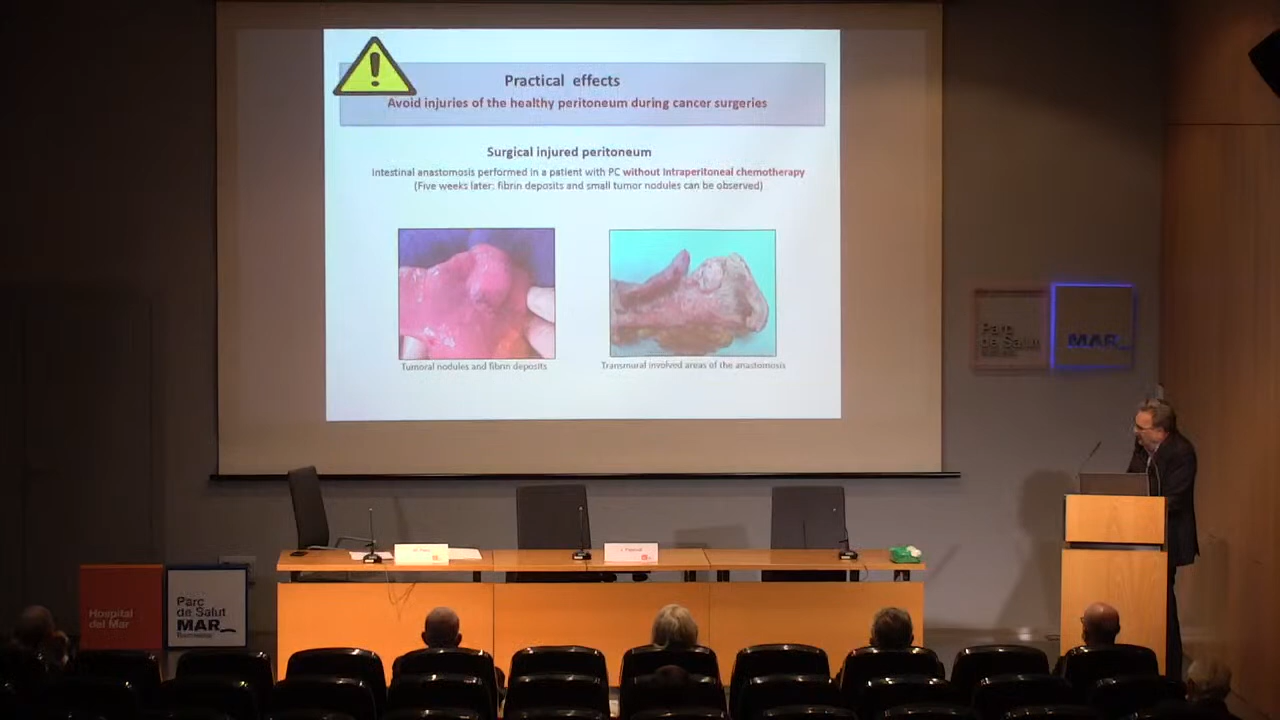 Practical effects
Avoid injuries of the healthy peritoneum during cancer surgeries
Surgical injured peritoneum
Intestinal anastomosis performed in a patient with PC without Intraperitoneal chemotherapy
(Five weeks later: fibrin deposits and small tumor nodules can be observed)
Tumoral nodules and fibrin deposits
Transmural involved areas of the anastomosis
Parc
de Salut
MAR
Hospital
del Mar
Parc
de Salut
MAR
Barcelona